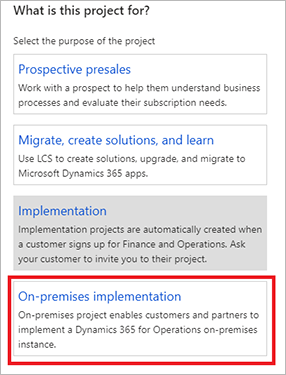 What is this project for?
Select the purpose of the project
Prospective presales
Work with a prospect to help them understand business
processes and evaluate their subscription needs.
Migrate, create solutions, and learn
Use LCS to create solutions, upgrade, and migrate to
Microsoft Dynamics 365 apps.
Implementation
Implementation projects are automatically created when
a customer signs up for Finance and Operations. Ask
your customer to invite you to their project.
On-premises implementation
On-premises project enables customers and partners to
implement a Dynamics 365 for Operations on-premises
instance.